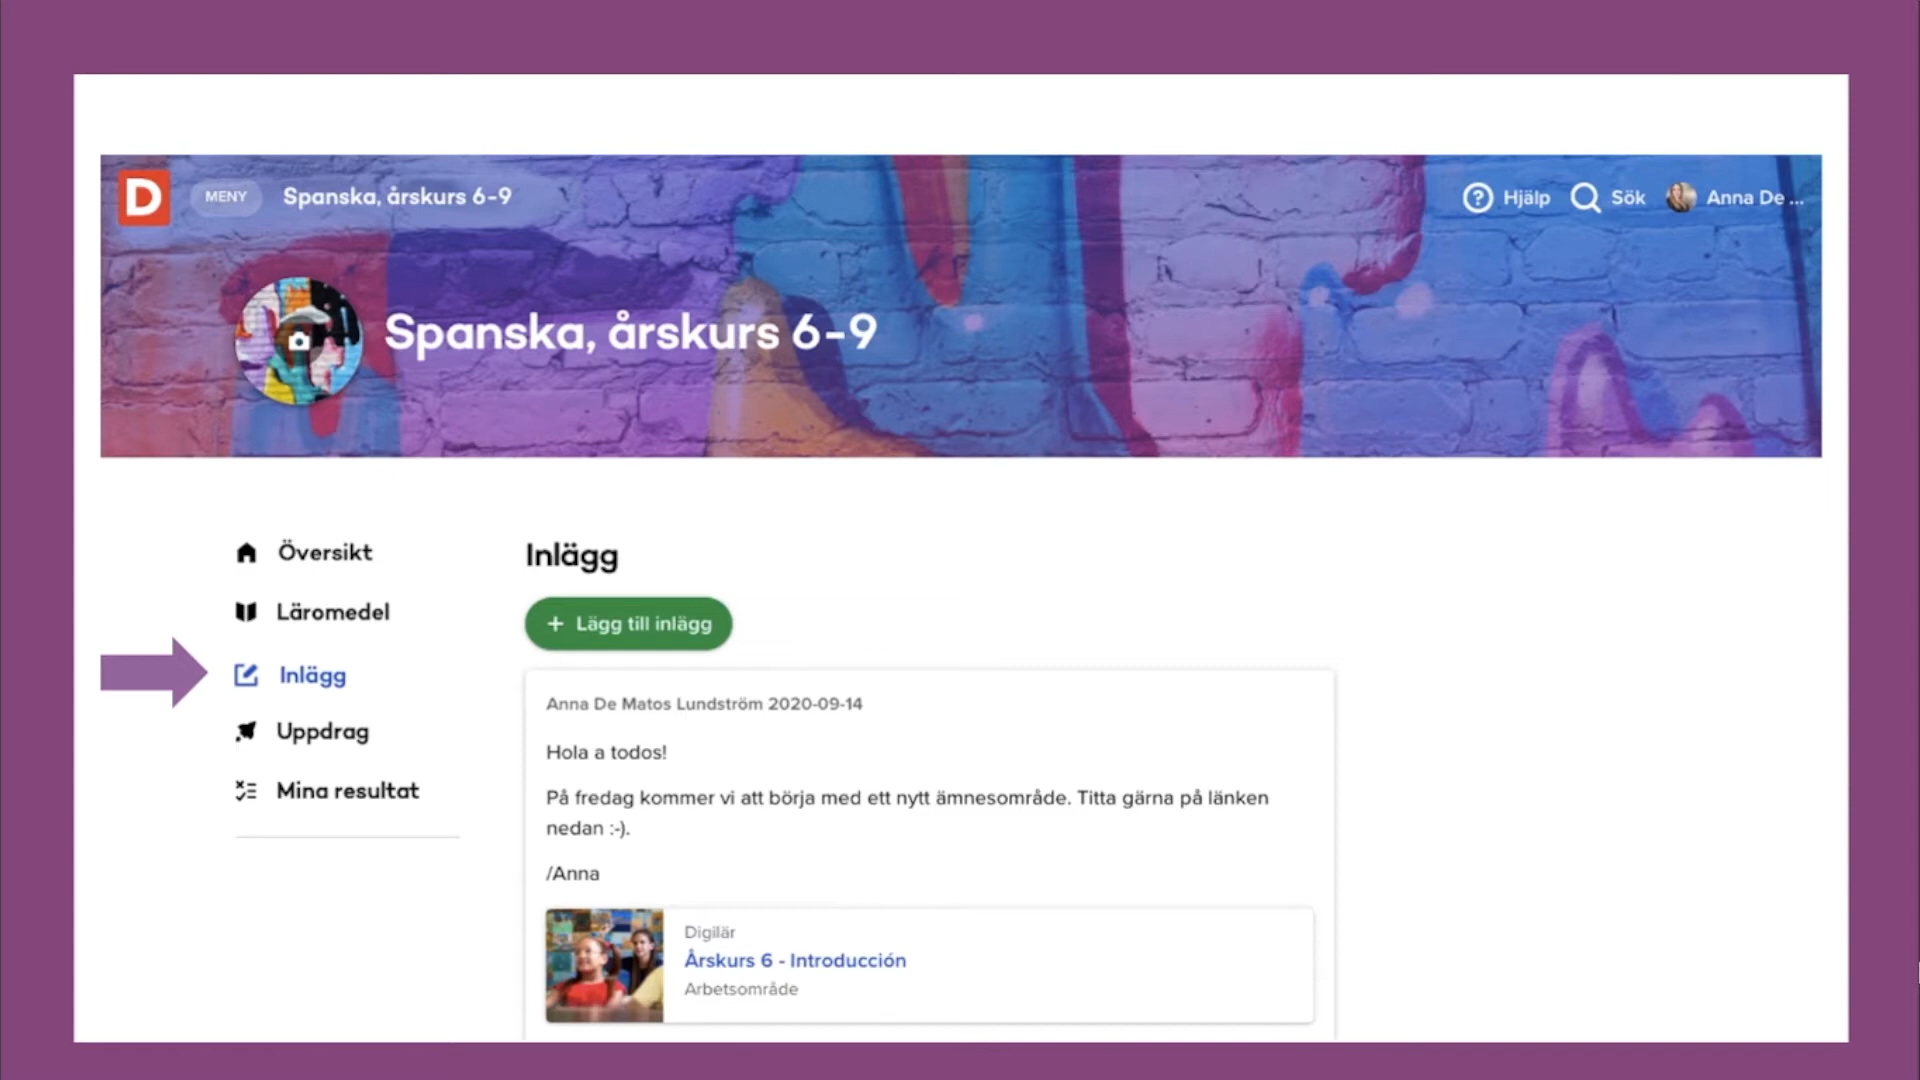 D MENY Spanska, årskurs 6-9
Hjälp Sök Anna De ...
Spanska, årskurs 6-9
Översikt
Läromedel
Inlägg
Uppdrag
Mina resultat
Inlägg
+ Lägg till inlägg
Anna De Matos Lundström 2020-09-14
Hola a todos!
På fredag kommer vi att börja med ett nytt ämnesområde. Titta gärna på länken
nedan :-).
/Anna
Digilär
Årskurs 6 - Introducción
Arbetsområde